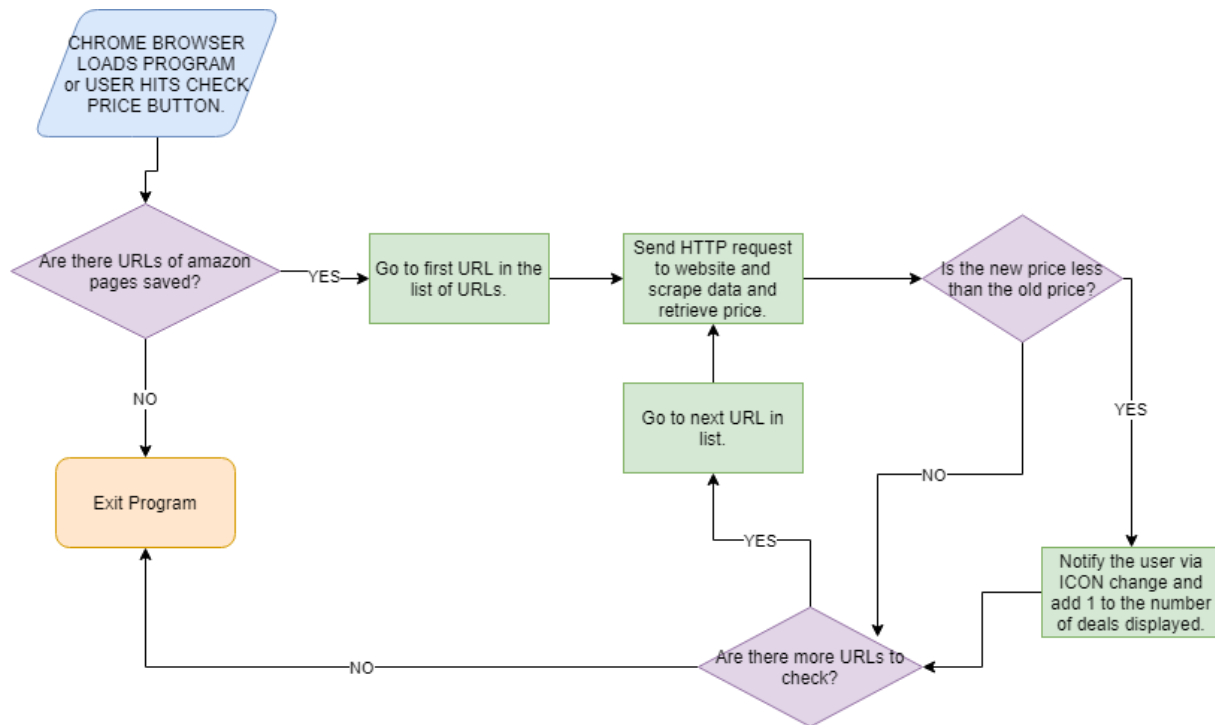 CHROME BROWSER
LOADS PROGRAM
or USER HITS CHECK
PRICE BUTTON.
Are there URLs of amazon
pages saved?
YES
Go to first URL in the
list of URLs.
Send HTTP request
to website and
scrape data and
retrieve price.
Is the new price less
than the old price?
NO
YES
Go to next URL in
list.
NO
Exit Program
YES
Notify the user via
ICON change and
add 1 to the number
of deals displayed.
Are there more URLs to
check?
NO